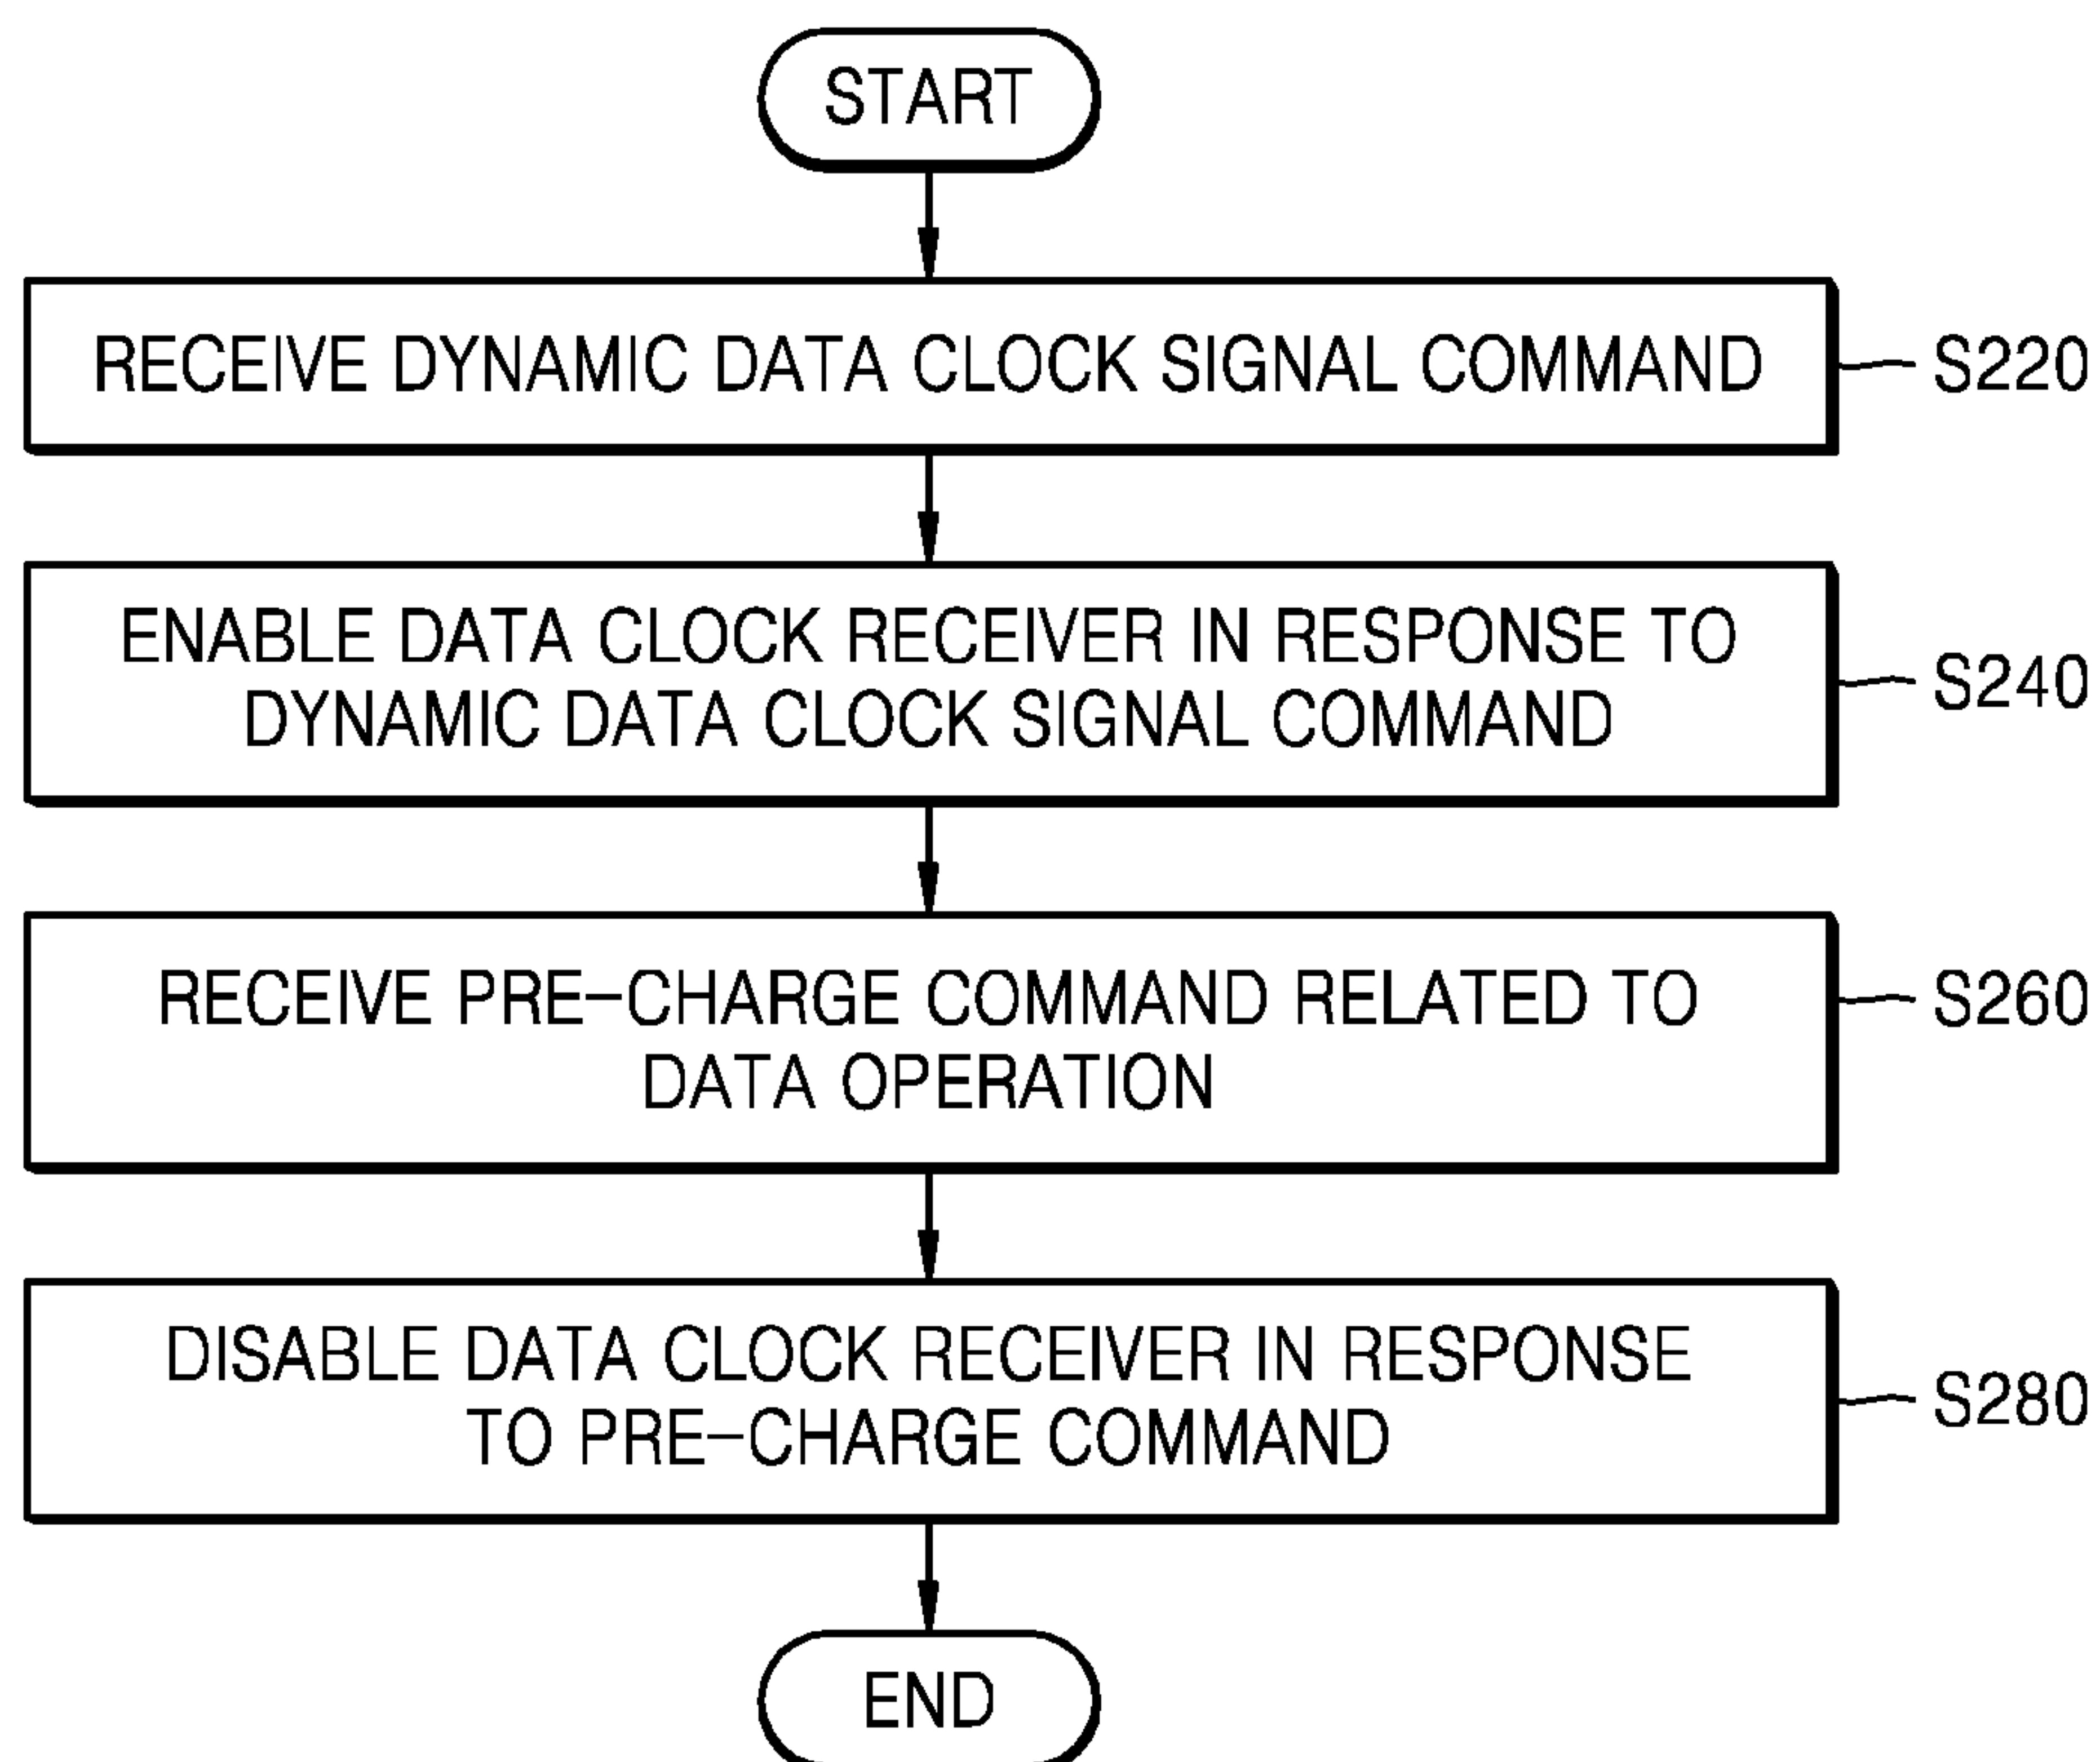 START
RECEIVE DYNAMIC DATA CLOCK SIGNAL COMMAND
S220
ENABLE DATA CLOCK RECEIVER IN RESPONSE TO
DYNAMIC DATA CLOCK SIGNAL COMMAND
S240
RECEIVE PRE-CHARGE COMMAND RELATED TO
DATA OPERATION
S260
DISABLE DATA CLOCK RECEIVER IN RESPONSE
TO PRE-CHARGE COMMAND
S280
END